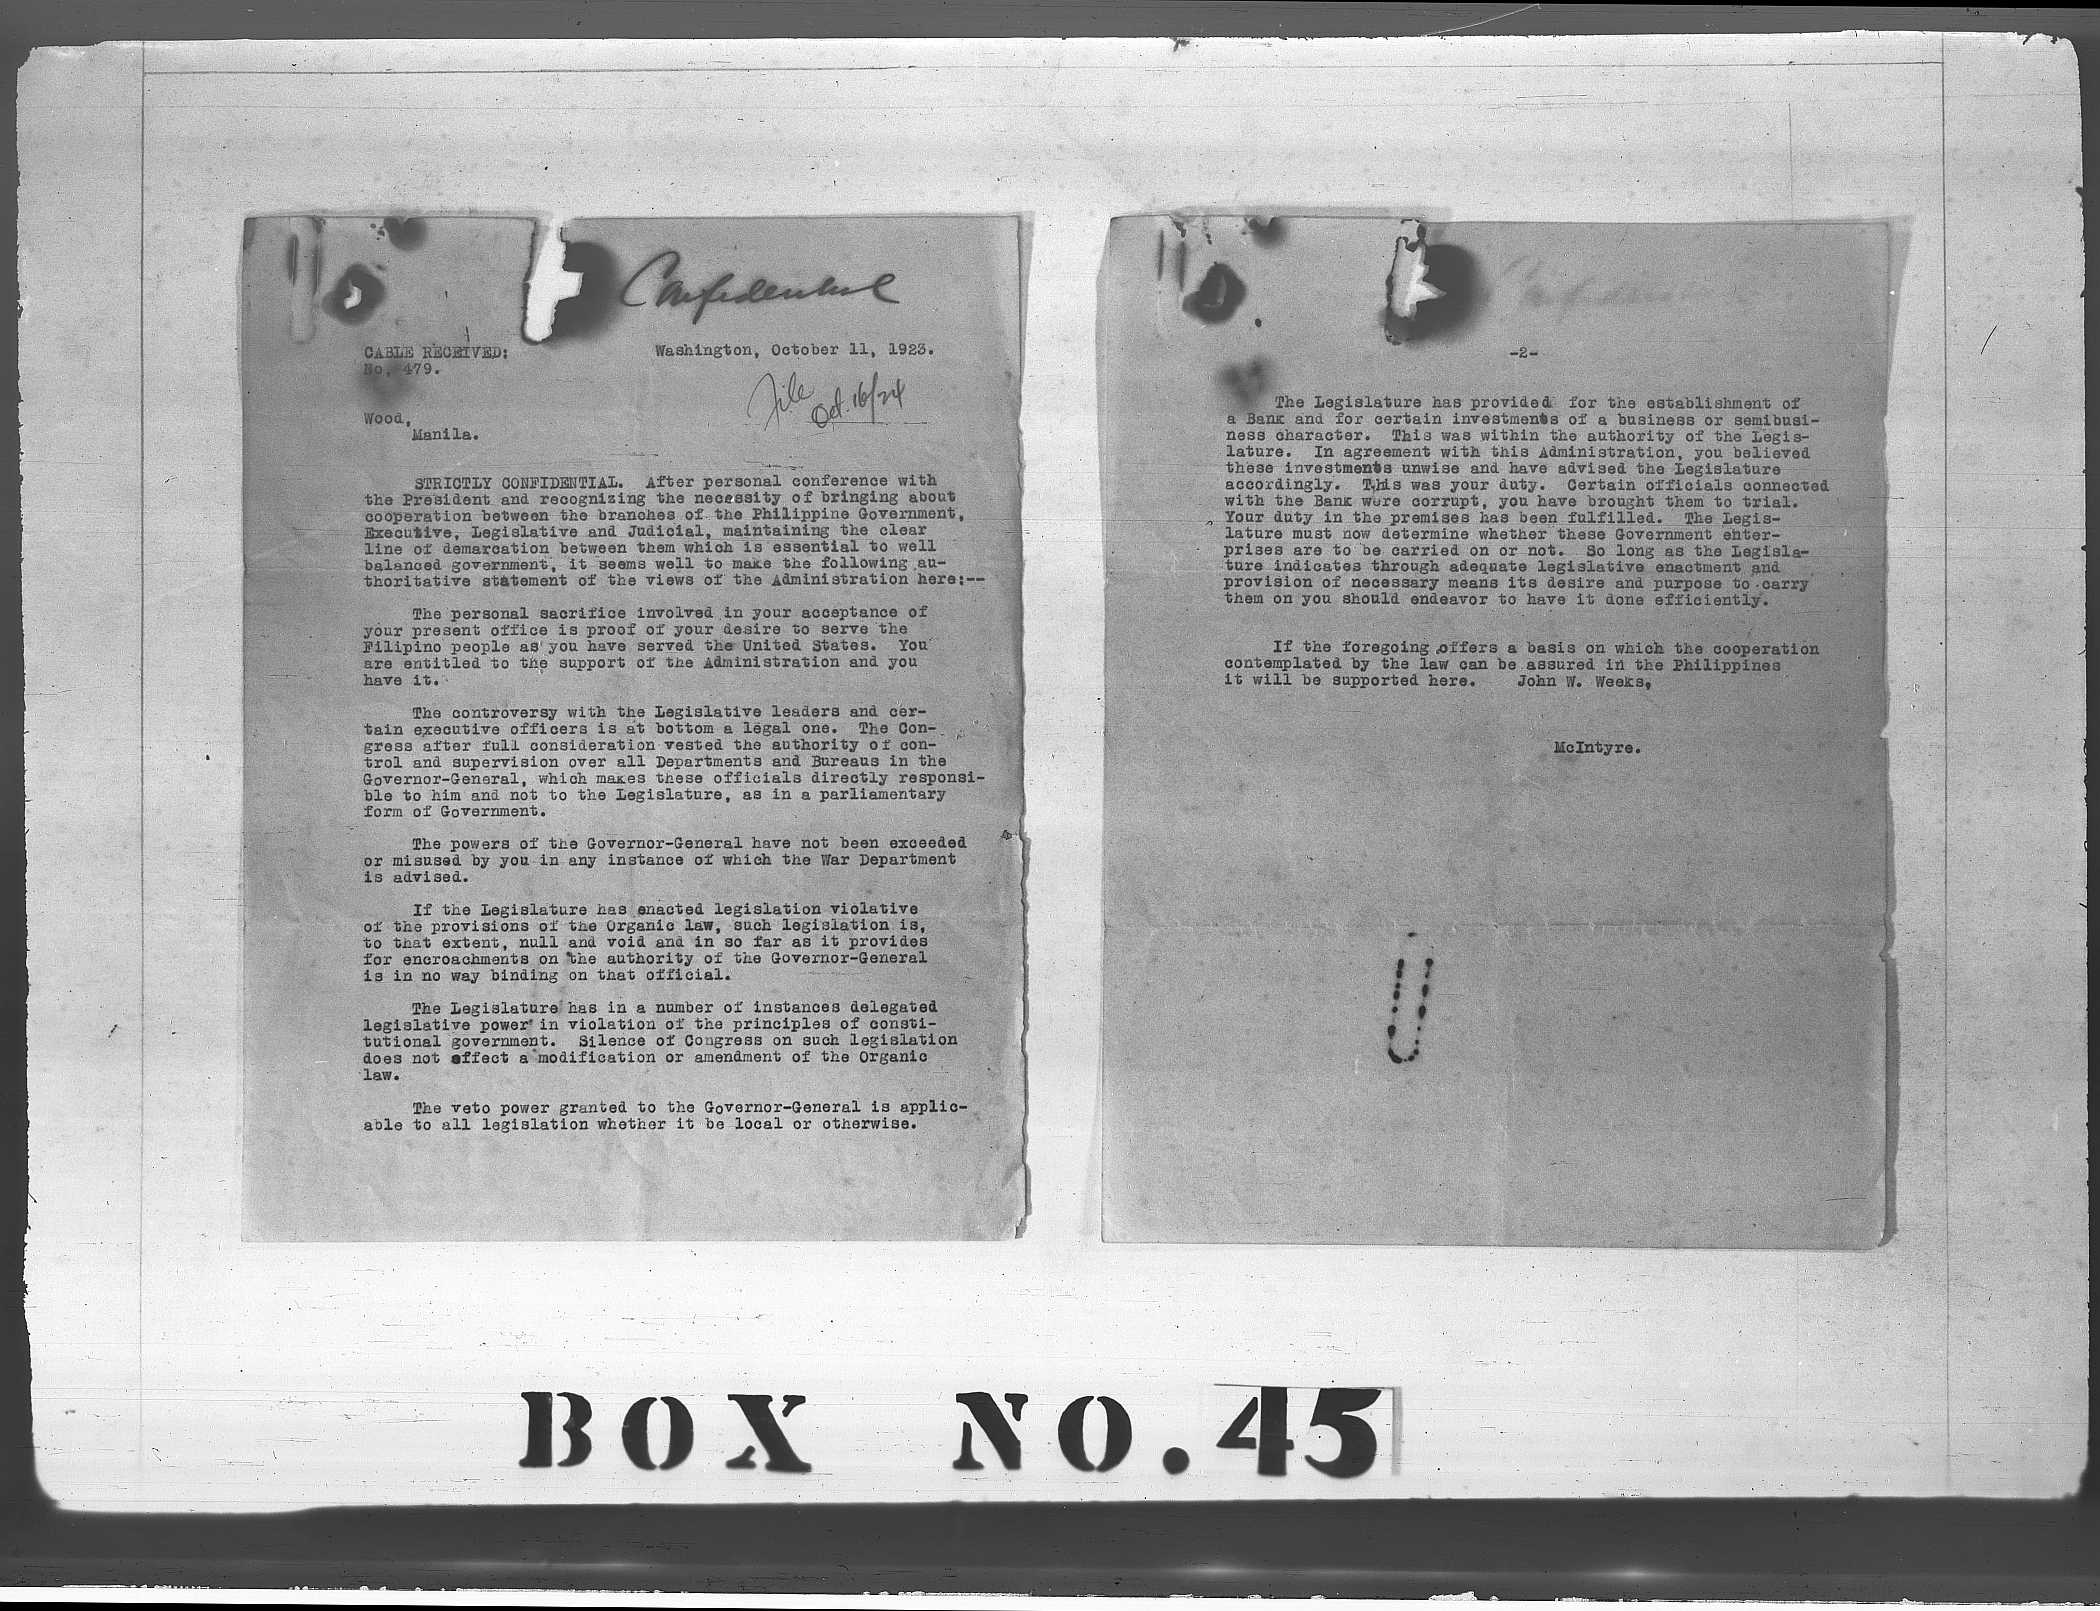 Confidential
CABLE RECEIVED:
No. 479.
Washington, October 11, 1923.
File
Oct. 16/24
Wood,
Manila.
STRICTLY CONFIDENTIAL. After personal conference with
the President and recognizing the necessity of bringing about
cooperation between the branches of the Philippine Government,
Executive, Legislative and Judicial, maintaining the clear
line of demarcation between them which is essential to well
balanced government, it seems well to make the following au-
thoritative statement of the views of the Administration here:--
The personal sacrifice involved in your acceptance of
your present office is proof of your desire to serve the
Filipino people as you have served the United States. You
are entitled to the support of the Administration and you
have it.
The controversy with the Legislative leaders and cer-
tain executive officers is at bottom a legal one. The Con-
gress after full consideration vested the authority of con-
trol and supervision over all Departments and Bureaus in the
Governor-General, which makes these officials directly responsi-
ble to him and not to the Legislature, as in a parliamentary
form of Government.
The powers of the Governor-General have not been exceeded
or misused by you in any instance of which the War Department
is advised.
If the Legislature has enacted legislation violative
of the provisions of the Organic law, such legislation is,
to that extent, null and void and in so far as it provides
for encroachments on the authority of the Governor-General
is in no way binding on that official.
The Legislature has in a number of instances delegated
legislative power in violation of the principles of consti-
tutional government. Silence of Congress on such legislation
does not effect a modification or amendment of the Organic
law.
The veto power granted to the Governor-General is applic-
able to all legislation whether it be local or otherwise.
-2-
The Legislature has provided for the establishment of
a Bank and for certain investments of a business or semibusi-
ness character. This was within the authority of the Legis-
lature. In agreement with this Administration, you believed
these investments unwise and have advised the Legislature
accordingly. This was your duty. Certain officials connected
with the Bank were corrupt, you have brought them to trial.
Your duty in the premises has been fulfilled. The Legis-
lature must now determine whether these Government enter-
prises are to be carried on or not. So long as the Legisla-
ture indicates through adequate legislative enactment and
provision of necessary means its desire and purpose to carry
them on you should endeavor to have it done efficiently.
If the foregoing offers a basis on which the cooperation
contemplated by the law can be assured in the Philippines
it will be supported here. John W. Weeks,
McIntyre.
BOX NO. 45